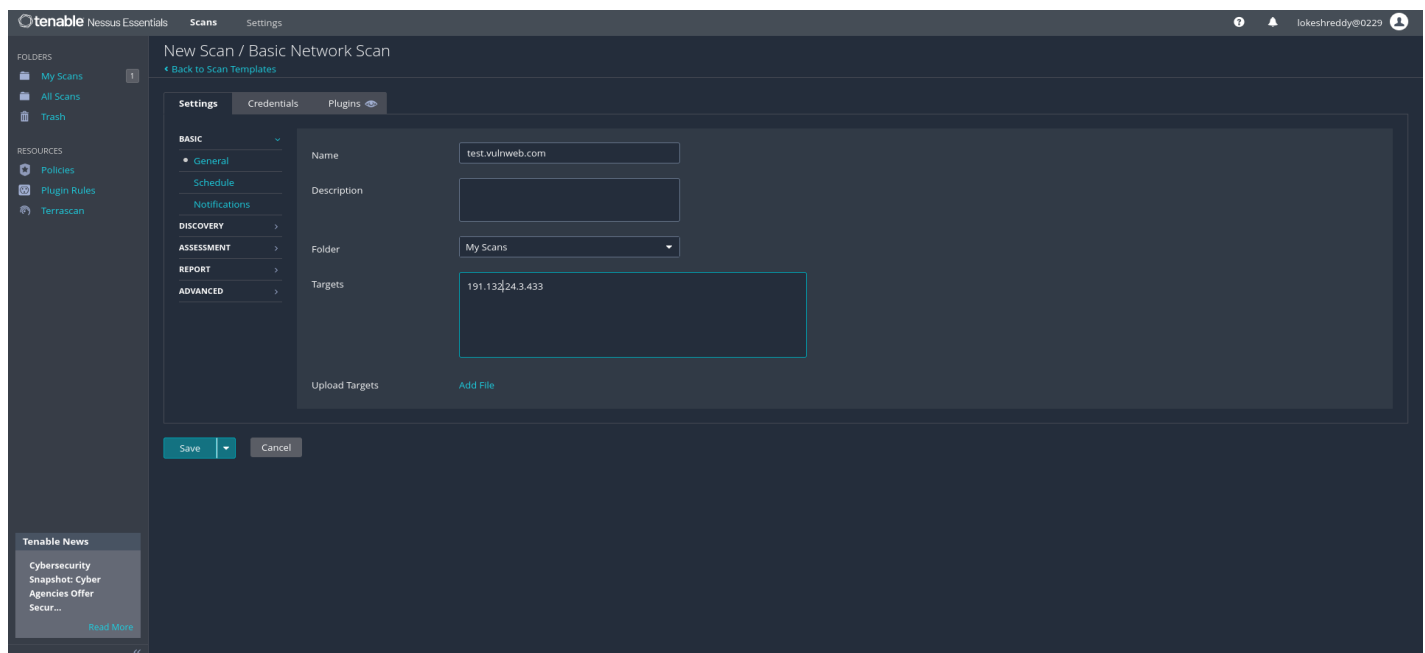 tenable Nessus Essentials Scans Settings lokeshreddy@0229
FOLDERS
My Scans 1
All Scans
Trash
RESOURCES
Policies
Plugin Rules
Terrascan
New Scan / Basic Network Scan
Back to Scan Templates
Settings Credentials Plugins
BASIC
General
Schedule
Notifications
DISCOVERY
ASSESSMENT
REPORT
ADVANCED
Name test.vulnweb.com
Description
Folder My Scans
Targets 191.132.24.3.433
Upload Targets Add File
Save Cancel
Tenable News
Cybersecurity
Snapshot: Cyber
Agencies Offer
Secur...
Read More